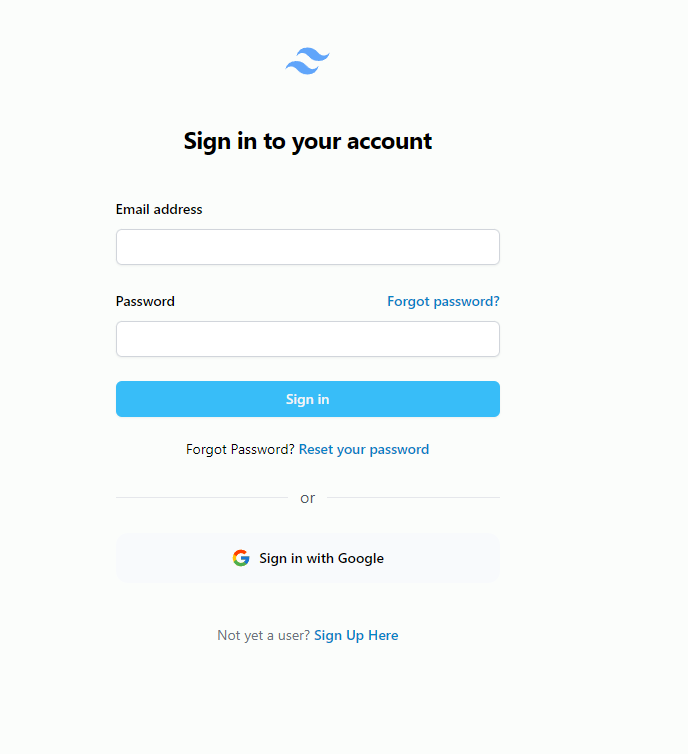 Sign in to your account
Email address
Password Forgot password?
Sign in
Forgot Password? Reset your password
or
Sign in with Google
Not yet a user? Sign Up Here